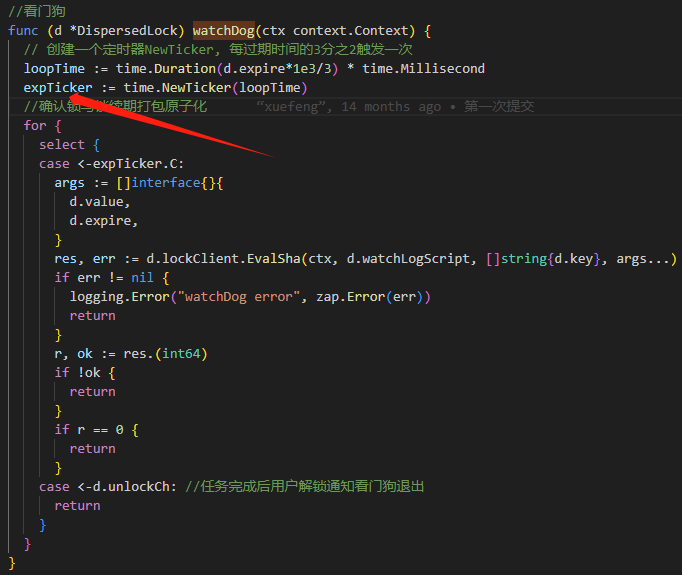 //看门狗
func (d *DispersedLock) watchDog(ctx context.Context) {
// 创建一个定时器NewTicker, 每过期时间的3分之2触发一次
loopTime := time.Duration(d.expire*1e3/3) * time.Millisecond
expTicker := time.NewTicker(loopTime)
//确认锁与锁续期打包原子化 "xuefeng", 14 months ago • 第一次提交
for {
select {
case <-expTicker.C:
args := []interface{}{
d.value,
d.expire,
}
res, err := d.lockClient.EvalSha(ctx, d.watchLogScript, []string{d.key}, args...)
if err != nil {
logging.Error("watchDog error", zap.Error(err))
return
}
r, ok := res.(int64)
if !ok {
return
}
if r == 0 {
return
}
case <-d.unlockCh: //任务完成后用户解锁通知看门狗退出
return
}
}
}